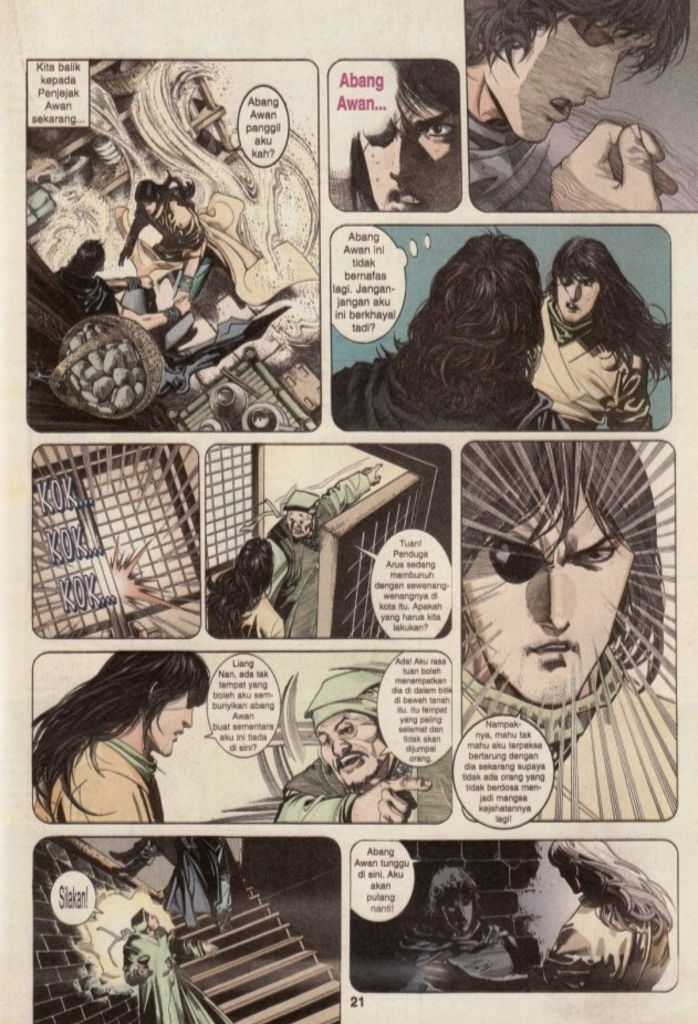 Kita balik
kepada
Penjejak
Awan
sekarang...
Abang
Awan
panggil
aku
kah?
Abang
Awan...
Abang
Awan ini
tidak
bernafas
lagi. Jangan-
jangan aku
ini berkhayal
tadi?
KOK...
KOK...
KOK...
Tuan!
Penduga
Arus sedang
membunuh
dengan sewenang-
wenangnya di
kota itu. Apakah
yang harus kita
lakukan?
Nampak-
nya, mahu tak
mahu aku terpaksa
bertarung dengan
dia sekarang supaya
tidak ada orang yang
tidak berdosa men-
jadi mangsa
kejahatannya
lagi!
Liang
Nan, ada tak
tempat yang
boleh aku sem-
bunyikan abang
Awan
buat sementara
aku ini tiada
di sini?
Ada! Aku rasa
tuan boleh
menempatkan
dia di dalam bilik
bawah tanah
itu. Itu tempat
yang paling
selamat dan
tidak akan
dijumpai
orang.
Silakan!
Abang
Awan tunggu
di sini. Aku
akan
pulang
nanti!
21